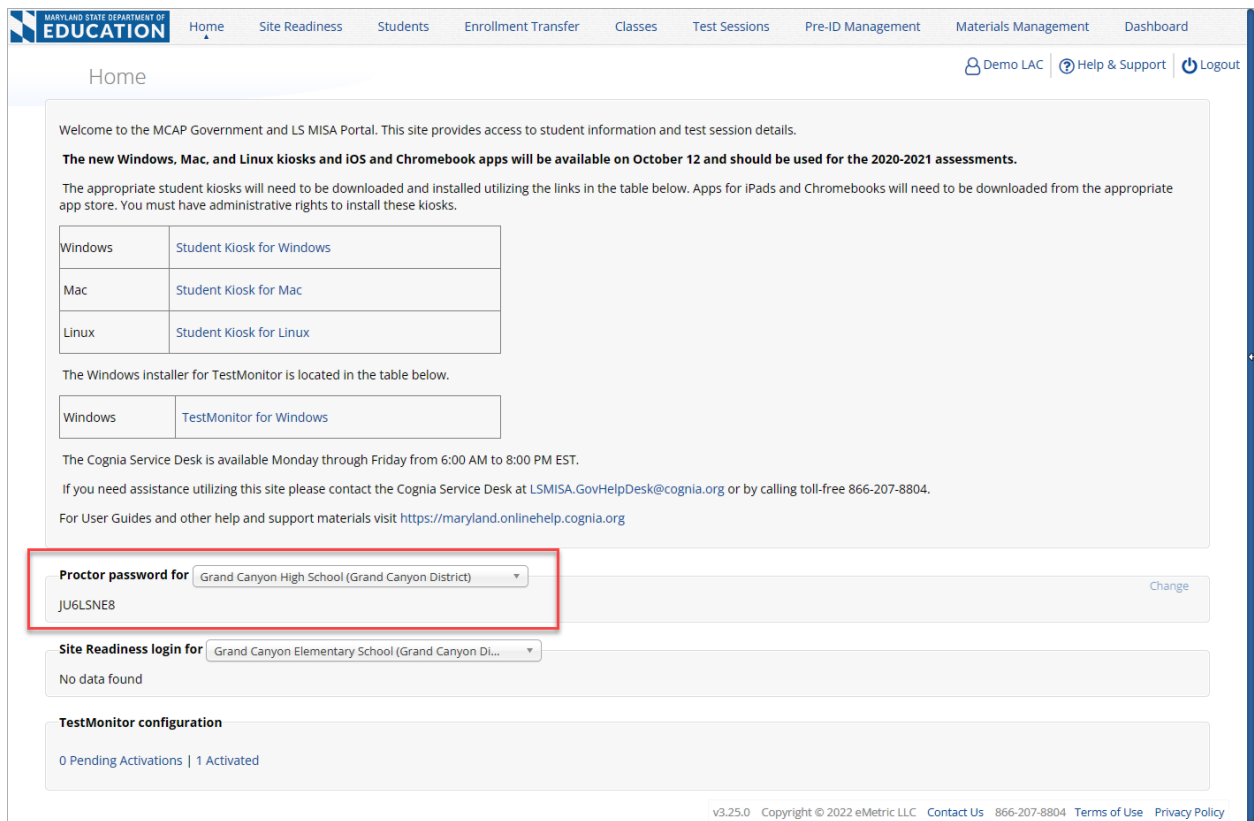 MARYLAND STATE DEPARTMENT OF
EDUCATION
Home Site Readiness Students Enrollment Transfer Classes Test Sessions Pre-ID Management Materials Management Dashboard
Demo LAC Help & Support Logout
Home
Welcome to the MCAP Government and LS MISA Portal. This site provides access to student information and test session details.
The new Windows, Mac, and Linux kiosks and iOS and Chromebook apps will be available on October 12 and should be used for the 2020-2021 assessments.
The appropriate student kiosks will need to be downloaded and installed utilizing the links in the table below. Apps for iPads and Chromebooks will need to be downloaded from the appropriate
app store. You must have administrative rights to install these kiosks.
Windows Student Kiosk for Windows
Mac Student Kiosk for Mac
Linux Student Kiosk for Linux
The Windows installer for TestMonitor is located in the table below.
Windows TestMonitor for Windows
The Cognia Service Desk is available Monday through Friday from 6:00 AM to 8:00 PM EST.
If you need assistance utilizing this site please contact the Cognia Service Desk at LSMISA.GovHelpDesk@cognia.org or by calling toll-free 866-207-8804.
For User Guides and other help and support materials visit https://maryland.onlinehelp.cognia.org
Proctor password for Grand Canyon High School (Grand Canyon District)
Change
JU6LSNE8
Site Readiness login for Grand Canyon Elementary School (Grand Canyon Di...
No data found
TestMonitor configuration
0 Pending Activations | 1 Activated
v3.25.0 Copyright © 2022 eMetric LLC Contact Us 866-207-8804 Terms of Use Privacy Policy